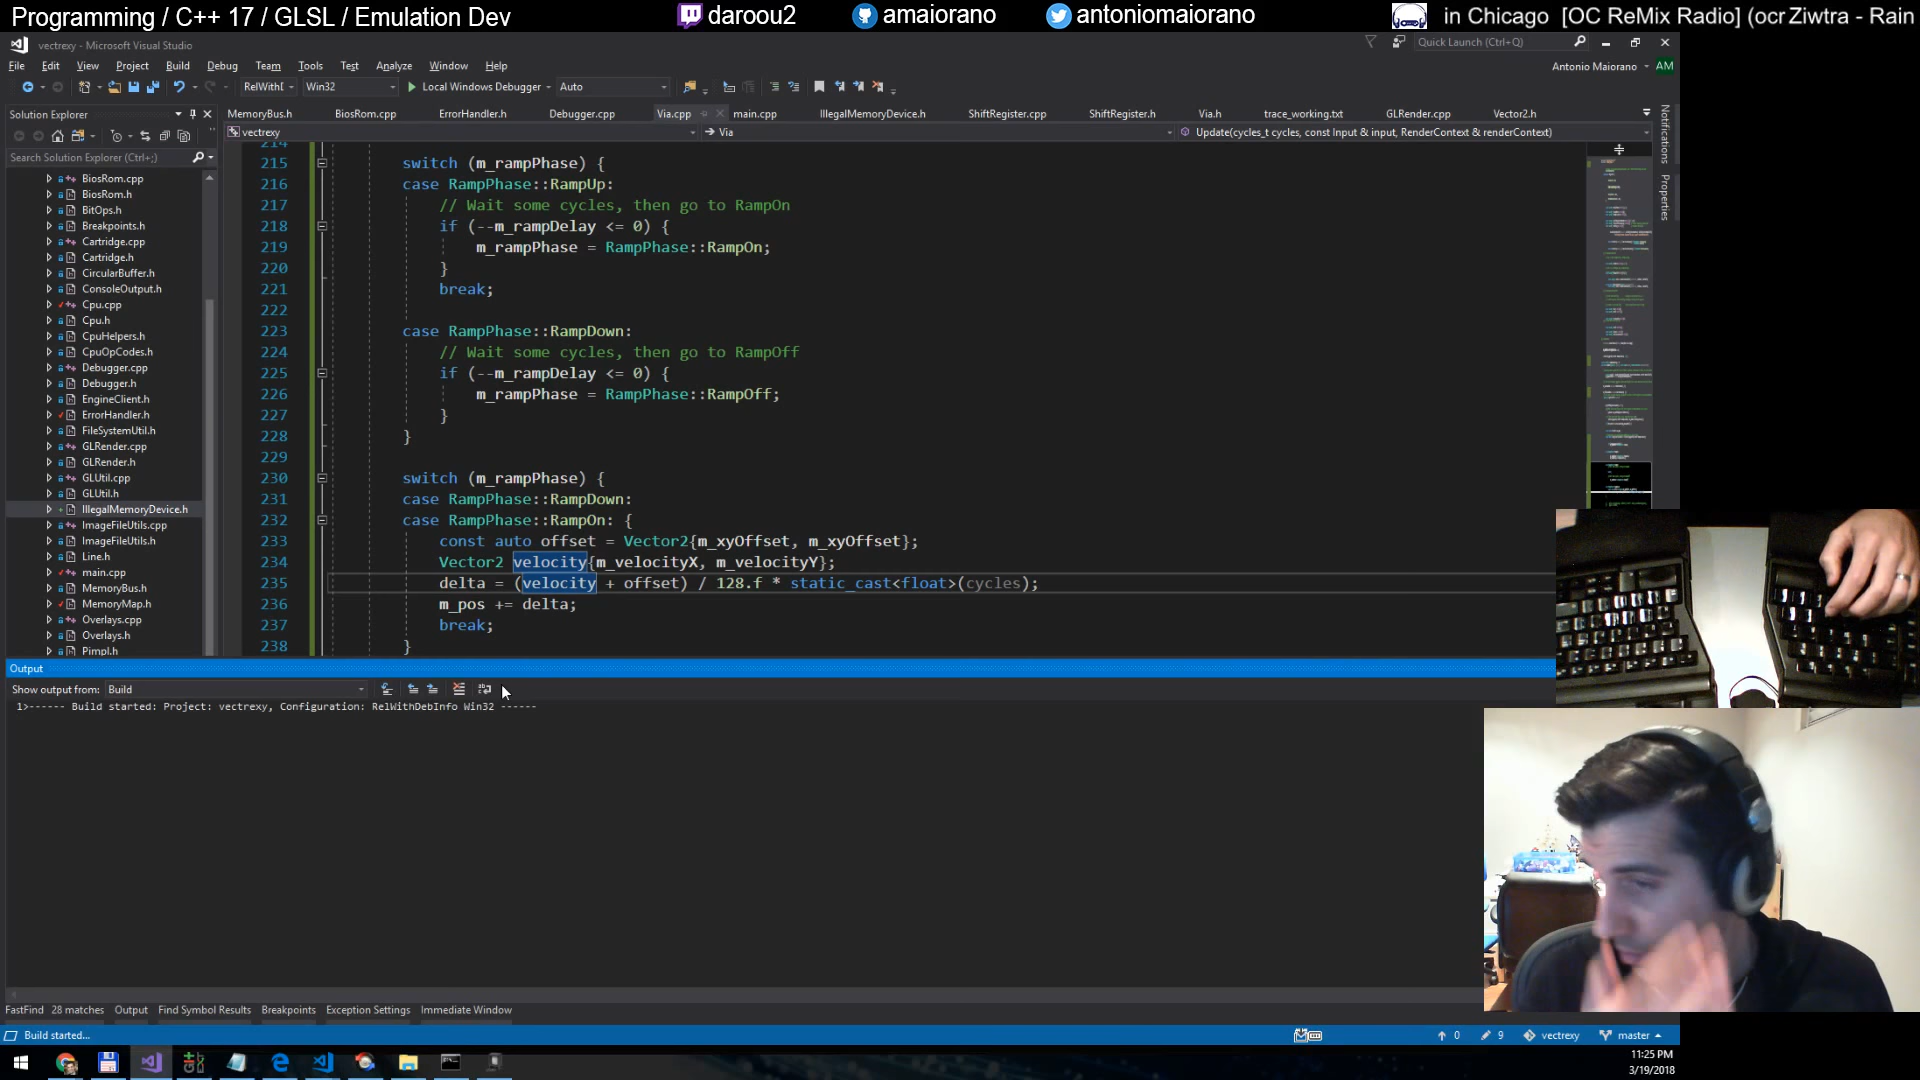 Programming / C++ 17 / GLSL / Emulation Dev
daroou2
amaiorano
antoniomaiorano
in Chicago [OC ReMix Radio] (ocr Ziwtra - Rain
vectrexy - Microsoft Visual Studio
Quick Launch (Ctrl+Q)
File Edit View Project Build Debug Team Tools Test Analyze Window Help
Antonio Maiorano AM
RelWithD Win32 Local Windows Debugger Auto
Solution Explorer
MemoryBus.h BiosRom.cpp ErrorHandler.h Debugger.cpp Via.cpp main.cpp IllegalMemoryDevice.h ShiftRegister.cpp ShiftRegister.h Via.h trace_working.txt GLRender.cpp Vector2.h
vectrexy Via Update(cycles_t cycles, const Input & input, RenderContext & renderContext)
Notifications
Properties
Search Solution Explorer (Ctrl+;)
BiosRom.cpp
BiosRom.h
BitOps.h
Breakpoints.h
Cartridge.cpp
Cartridge.h
CircularBuffer.h
ConsoleOutput.h
Cpu.cpp
Cpu.h
CpuHelpers.h
CpuOpCodes.h
Debugger.cpp
Debugger.h
EngineClient.h
ErrorHandler.h
FileSystemUtil.h
GLRender.cpp
GLRender.h
GLUtil.cpp
GLUtil.h
IllegalMemoryDevice.h
ImageFileUtils.cpp
ImageFileUtils.h
Line.h
main.cpp
MemoryBus.h
MemoryMap.h
Overlays.cpp
Overlays.h
Pimpl.h
214
215 switch (m_rampPhase) {
216 case RampPhase::RampUp:
217 // Wait some cycles, then go to RampOn
218 if (--m_rampDelay <= 0) {
219 m_rampPhase = RampPhase::RampOn;
220 }
221 break;
222
223 case RampPhase::RampDown:
224 // Wait some cycles, then go to RampOff
225 if (--m_rampDelay <= 0) {
226 m_rampPhase = RampPhase::RampOff;
227 }
228 }
229
230 switch (m_rampPhase) {
231 case RampPhase::RampDown:
232 case RampPhase::RampOn: {
233 const auto offset = Vector2{m_xyOffset, m_xyOffset};
234 Vector2 velocity{m_velocityX, m_velocityY};
235 delta = (velocity + offset) / 128.f * static_cast<float>(cycles);
236 m_pos += delta;
237 break;
238 }
Output
Show output from: Build
1>------ Build started: Project: vectrexy, Configuration: RelWithDebInfo Win32 ------
FastFind 28 matches Output Find Symbol Results Breakpoints Exception Settings Immediate Window
Build started...
0 9 vectrexy master
11:25 PM
3/19/2018